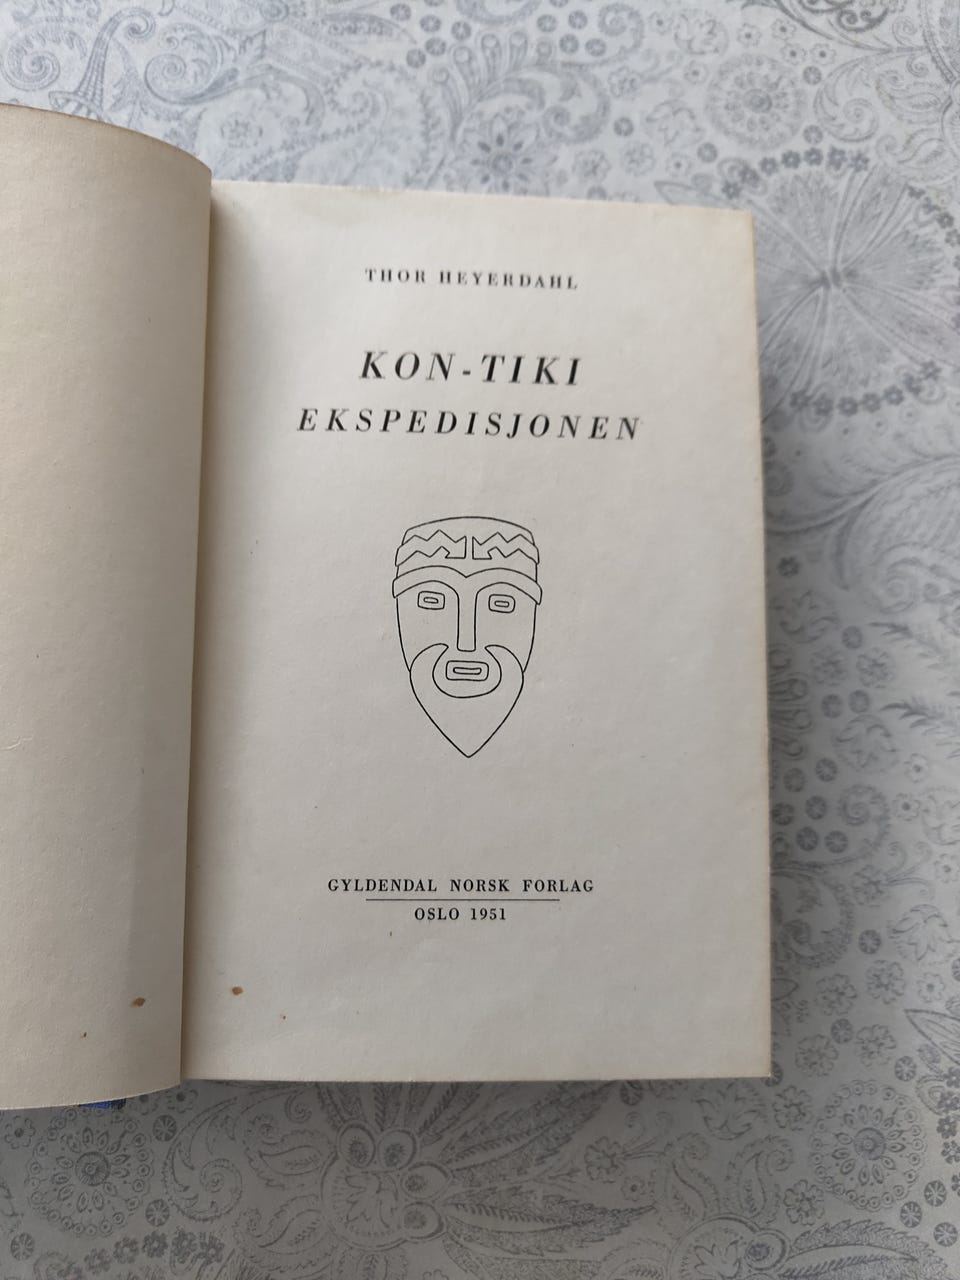 THOR HEYERDAHL
KON-TIKI
EKSPEDISJONEN
GYLDENDAL NORSK FORLAG
OSLO 1951